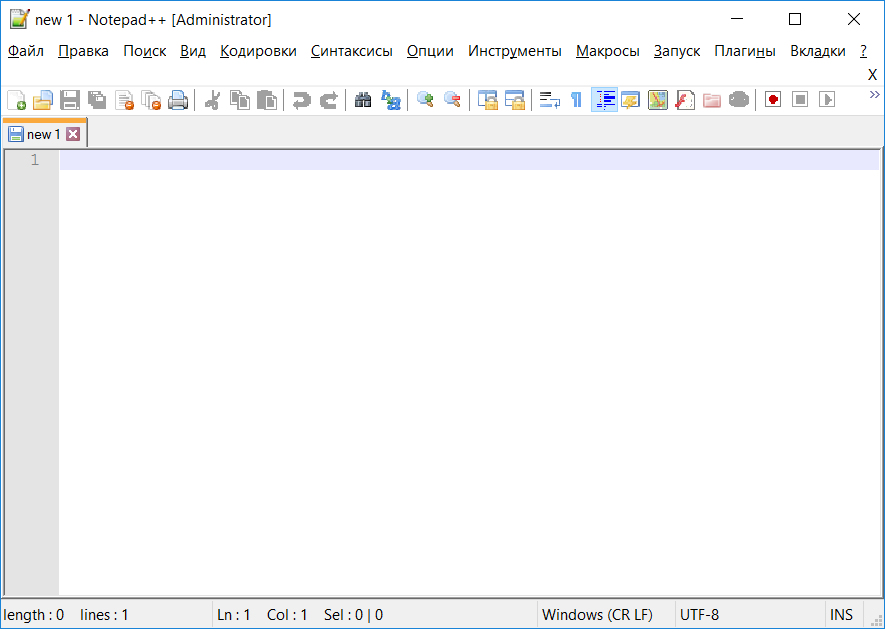 new 1 - Notepad++ [Administrator]
Файл Правка Поиск Вид Кодировки Синтаксисы Опции Инструменты Макросы Запуск Плагины Вкладки ?
X
new 1
1
length : 0 lines : 1 Ln : 1 Col : 1 Sel : 0 | 0 Windows (CR LF) UTF-8 INS